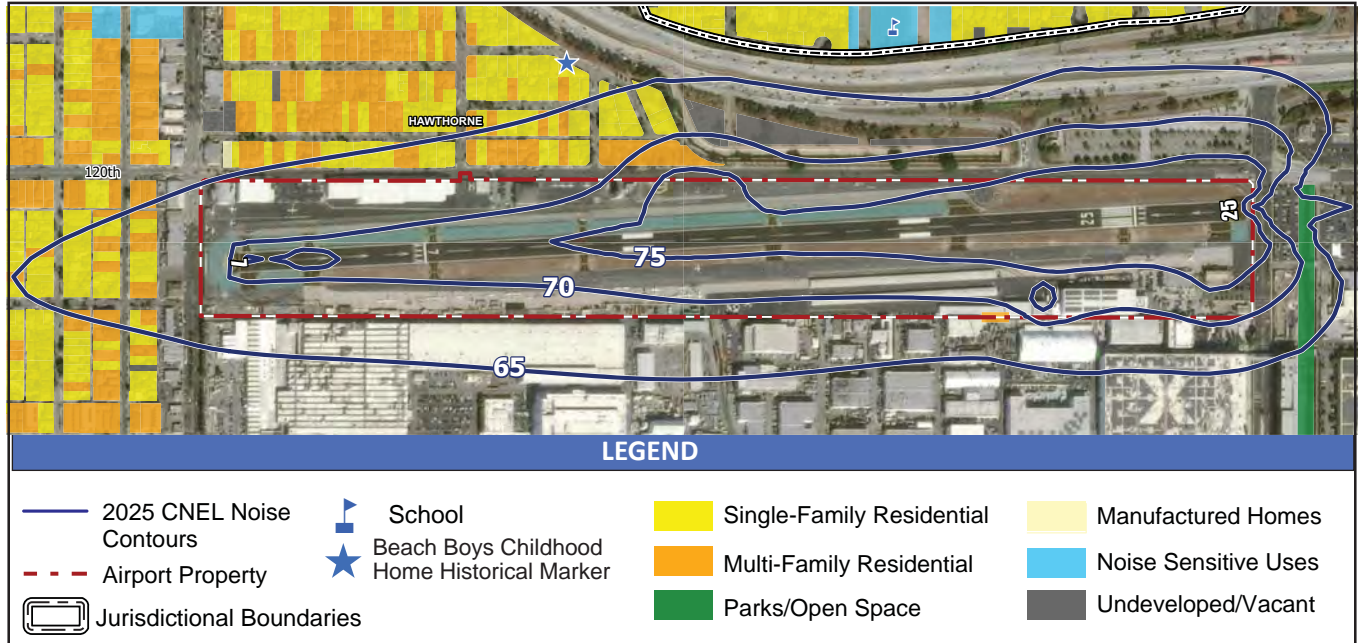 HAWTHORNE
120th
25
25
7
75
70
65
LEGEND
2025 CNEL Noise
Contours
Airport Property
Jurisdictional Boundaries
School
Beach Boys Childhood
Home Historical Marker
Single-Family Residential
Multi-Family Residential
Parks/Open Space
Manufactured Homes
Noise Sensitive Uses
Undeveloped/Vacant